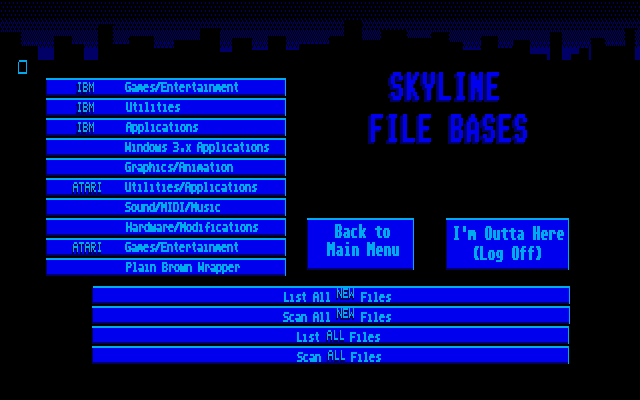 SKYLINE
FILE BASES
IBM Games/Entertainment
IBM Utilities
IBM Applications
Windows 3.x Applications
Graphics/Animation
ATARI Utilities/Applications
Sound/MIDI/Music
Hardware/Modifications
ATARI Games/Entertainment
Plain Brown Wrapper
Back to
Main Menu
I'm Outta Here
(Log Off)
List All NEW Files
Scan All NEW Files
List ALL Files
Scan ALL Files